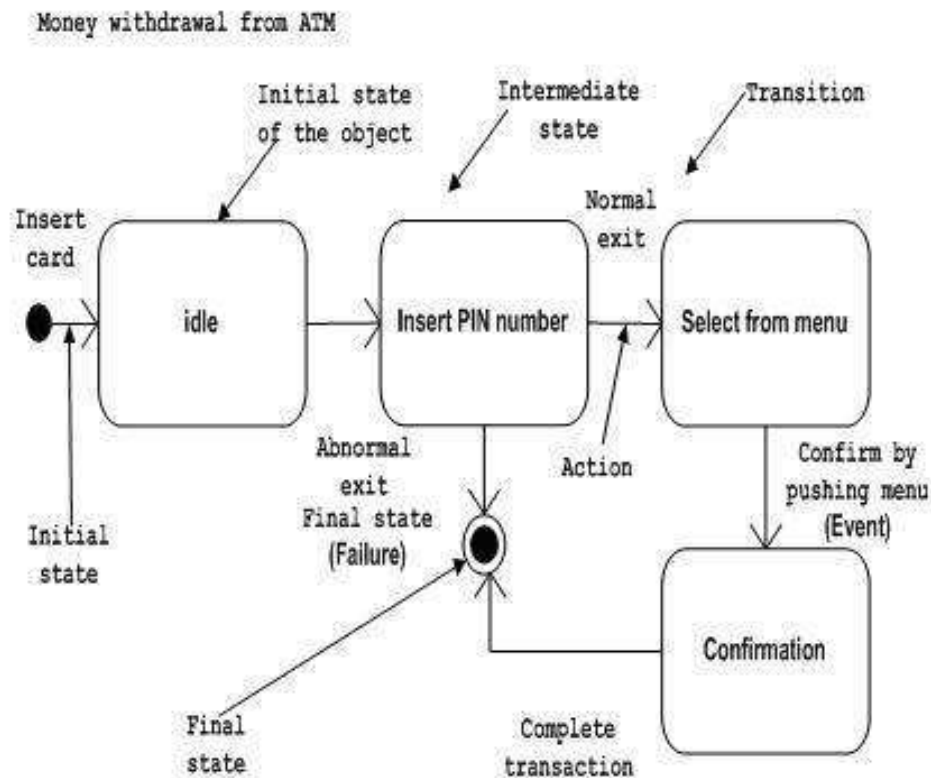 Money withdrawal from ATM
Initial state
of the object
Intermediate
state
Transition
Insert
card
Normal
exit
idle
Insert PIN number
Select from menu
Abnormal
exit
Final state
(Failure)
Action
Confirm by
pushing menu
(Event)
Initial
state
Confirmation
Final
state
Complete
transaction